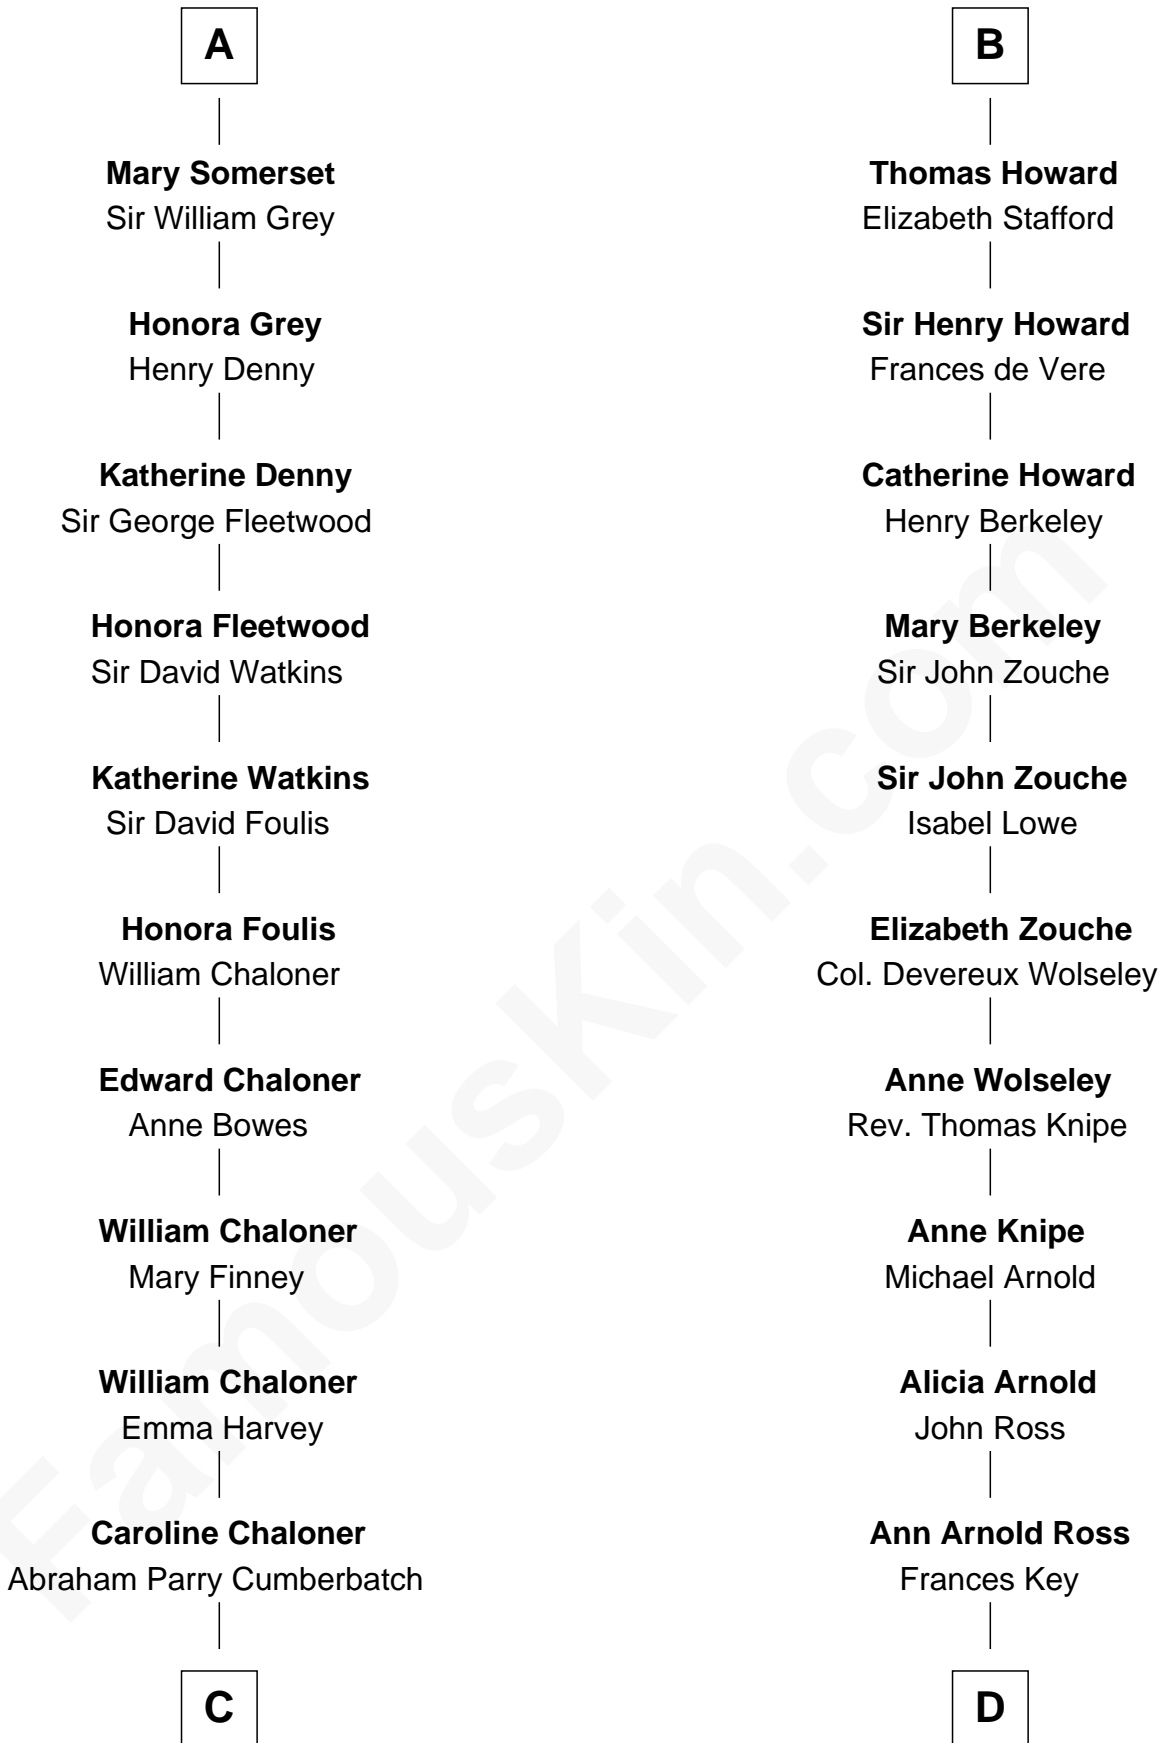 A
Mary Somerset
Sir William Grey
Honora Grey
Henry Denny
Katherine Denny
Sir George Fleetwood
Honora Fleetwood
Sir David Watkins
Katherine Watkins
Sir David Foulis
Honora Foulis
William Chaloner
Edward Chaloner
Anne Bowes
William Chaloner
Mary Finney
William Chaloner
Emma Harvey
Caroline Chaloner
Abraham Parry Cumberbatch
C
B
Thomas Howard
Elizabeth Stafford
Sir Henry Howard
Frances de Vere
Catherine Howard
Henry Berkeley
Mary Berkeley
Sir John Zouche
Sir John Zouche
Isabel Lowe
Elizabeth Zouche
Col. Devereux Wolseley
Anne Wolseley
Rev. Thomas Knipe
Anne Knipe
Michael Arnold
Alicia Arnold
John Ross
Ann Arnold Ross
Frances Key
D
FamousKin.com